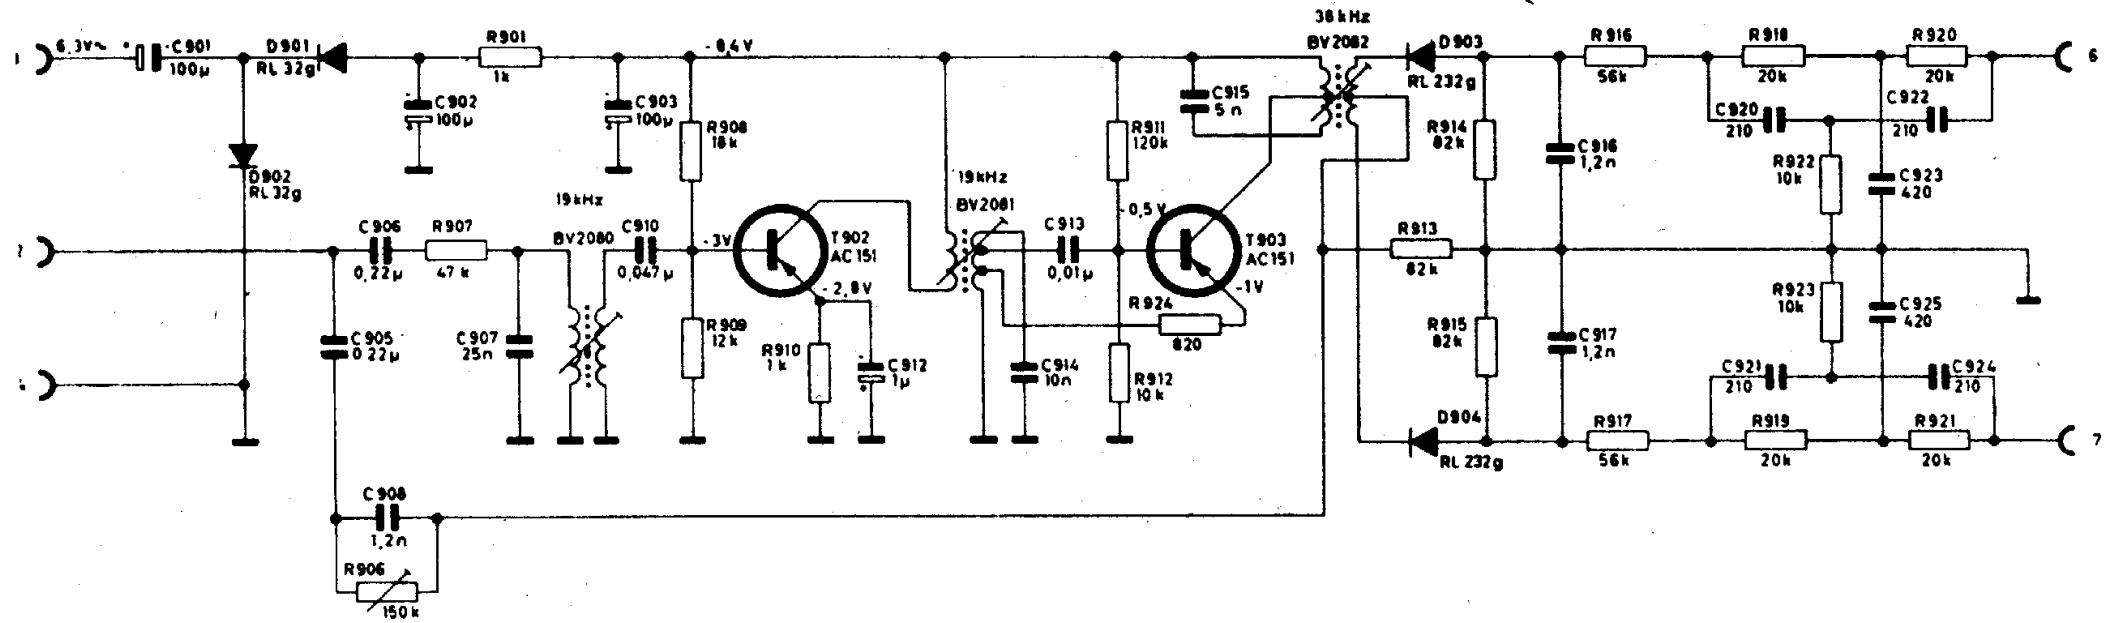 38kHz
BV2082
1
6,3V~
C901
100µ
D901
RL 32g
R901
1k
-8,4V
D903
RL 232g
R916
56k
R918
20k
R920
20k
6
C902
100µ
C903
100µ
C915
5n
C920
210
C922
210
R908
18k
R911
120k
R914
82k
C916
1,2n
R922
10k
C923
420
D902
RL 32g
19kHz
BV2080
19kHz
BV2081
-0,5V
2
C906
0,22µ
R907
47k
C910
0,047µ
-3V
T902
AC151
C913
0,01µ
T903
AC151
R913
82k
-2,8V
-1V
R924
820
R923
10k
C925
420
C905
0,22µ
C907
25n
R909
12k
R910
1k
C912
1µ
C914
10n
R912
10k
R915
82k
C917
1,2n
C921
210
C924
210
D904
RL 232g
R917
56k
R919
20k
R921
20k
7
C908
1,2n
R906
150k